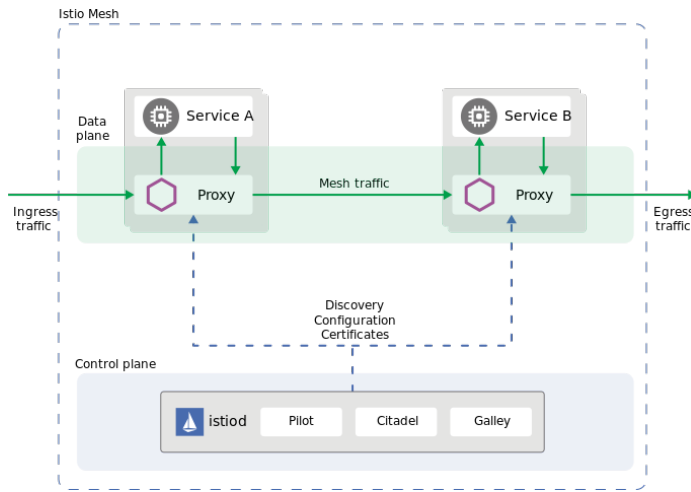 Istio Mesh
Service A
Service B
Data
plane
Proxy
Mesh traffic
Proxy
Ingress
traffic
Egress
traffic
Discovery
Configuration
Certificates
Control plane
istiod
Pilot
Citadel
Galley